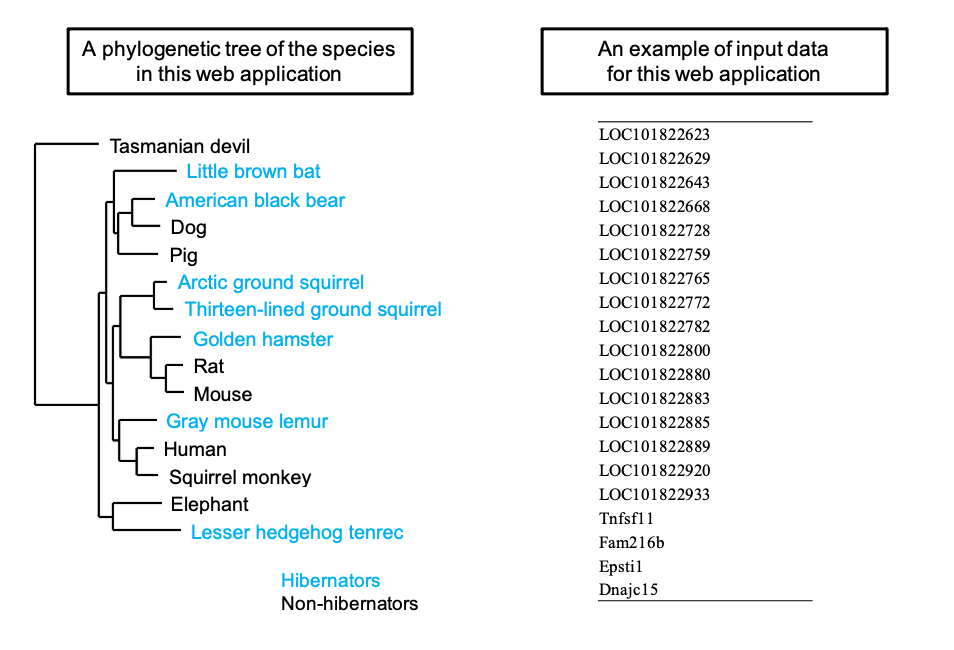 A phylogenetic tree of the species
in this web application
An example of input data
for this web application
Tasmanian devil
Little brown bat
American black bear
Dog
Pig
Arctic ground squirrel
Thirteen-lined ground squirrel
Golden hamster
Rat
Mouse
Gray mouse lemur
Human
Squirrel monkey
Elephant
Lesser hedgehog tenrec
Hibernators
Non-hibernators
LOC101822623
LOC101822629
LOC101822643
LOC101822668
LOC101822728
LOC101822759
LOC101822765
LOC101822772
LOC101822782
LOC101822800
LOC101822880
LOC101822883
LOC101822885
LOC101822889
LOC101822920
LOC101822933
Tnfsf11
Fam216b
Epsti1
Dnajc15